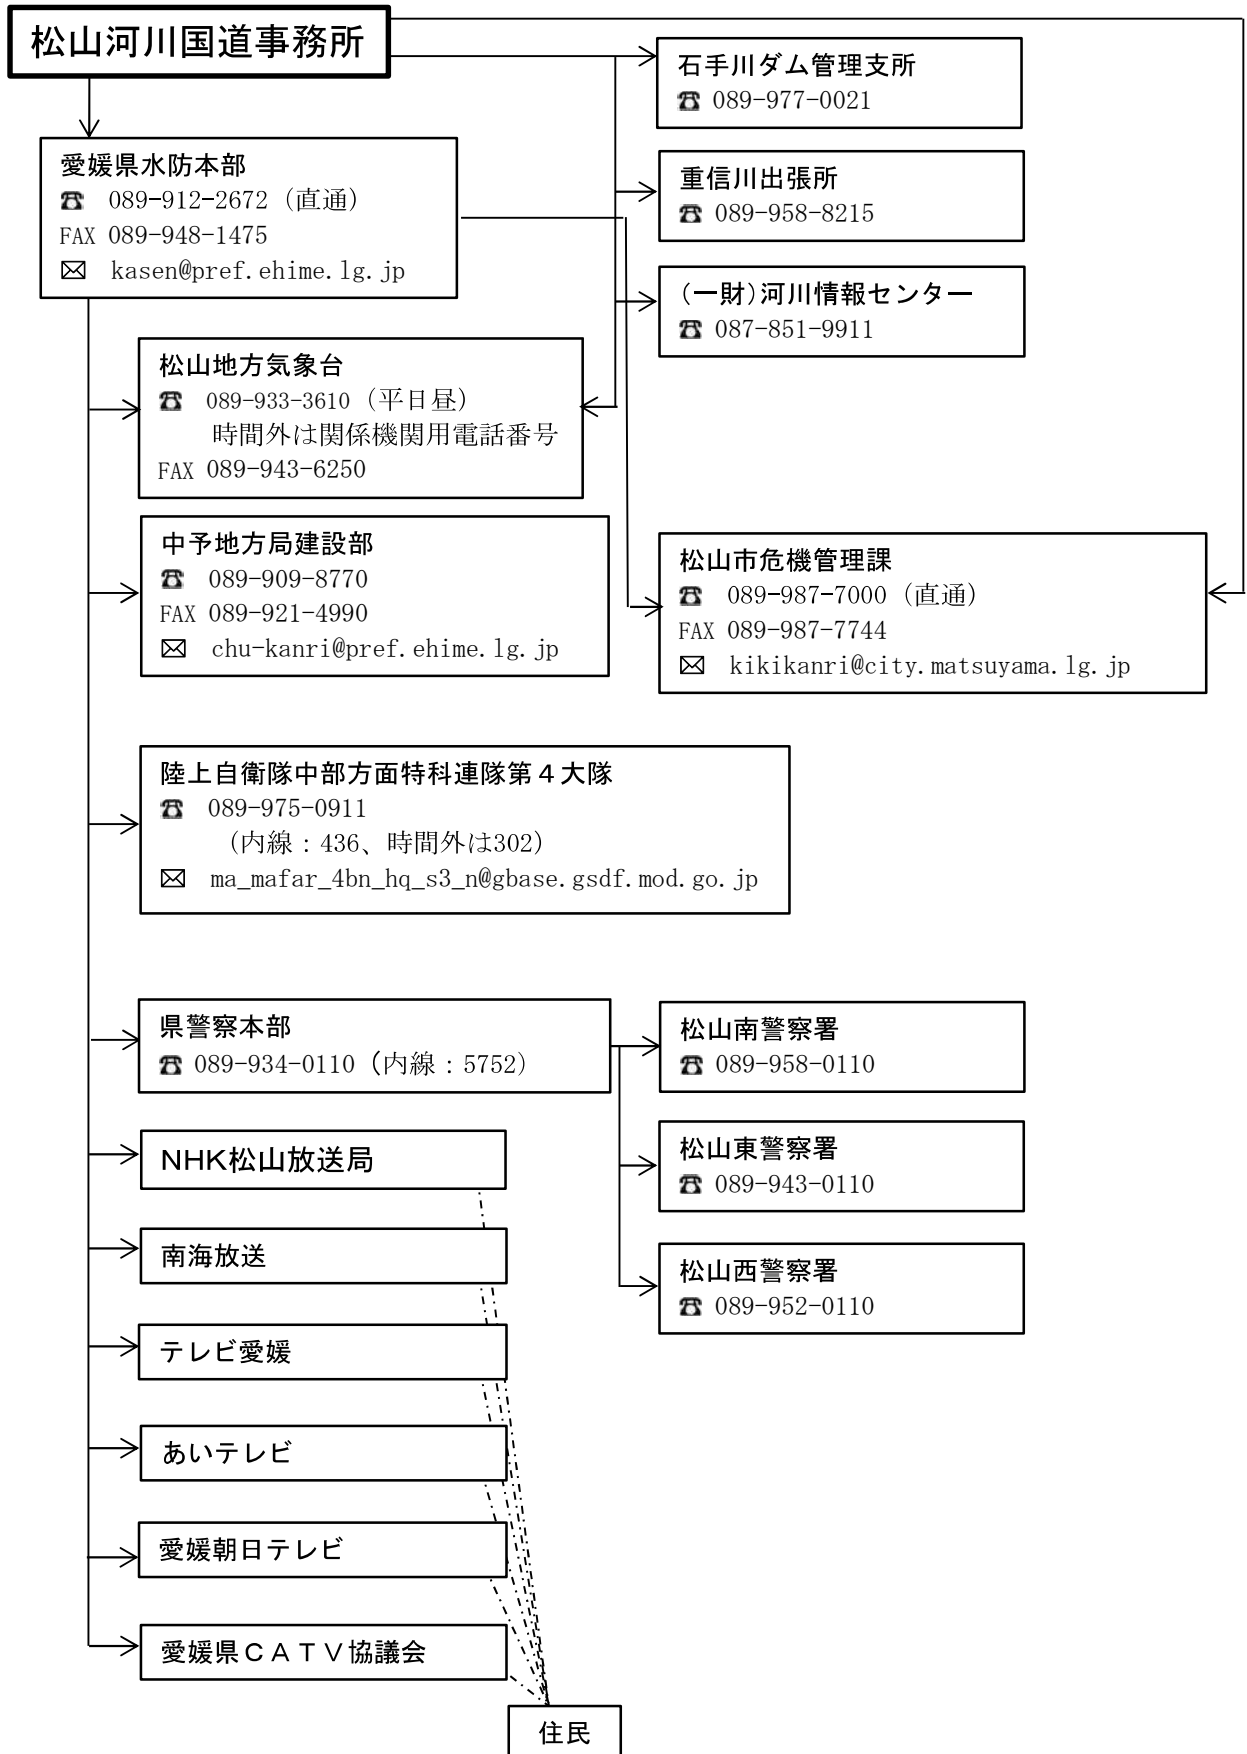 松山河川国道事務所
石手川ダム管理支所
☎ 089-977-0021
愛媛県水防本部
☎ 089-912-2672（直通）
FAX 089-948-1475
✉ kasen@pref.ehime.lg.jp
重信川出張所
☎ 089-958-8215
（一財）河川情報センター
☎ 087-851-9911
松山地方気象台
☎ 089-933-3610（平日昼）
時間外は関係機関用電話番号
FAX 089-943-6250
中予地方局建設部
☎ 089-909-8770
FAX 089-921-4990
✉ chu-kanri@pref.ehime.lg.jp
松山市危機管理課
☎ 089-987-7000（直通）
FAX 089-987-7744
✉ kikikanri@city.matsuyama.lg.jp
陸上自衛隊中部方面特科連隊第４大隊
☎ 089-975-0911
（内線：436、時間外は302）
✉ ma_mafar_4bn_hq_s3_n@gbase.gsdf.mod.go.jp
県警察本部
☎ 089-934-0110（内線：5752）
松山南警察署
☎ 089-958-0110
松山東警察署
☎ 089-943-0110
松山西警察署
☎ 089-952-0110
NHK松山放送局
南海放送
テレビ愛媛
あいテレビ
愛媛朝日テレビ
愛媛県ＣＡＴＶ協議会
住民